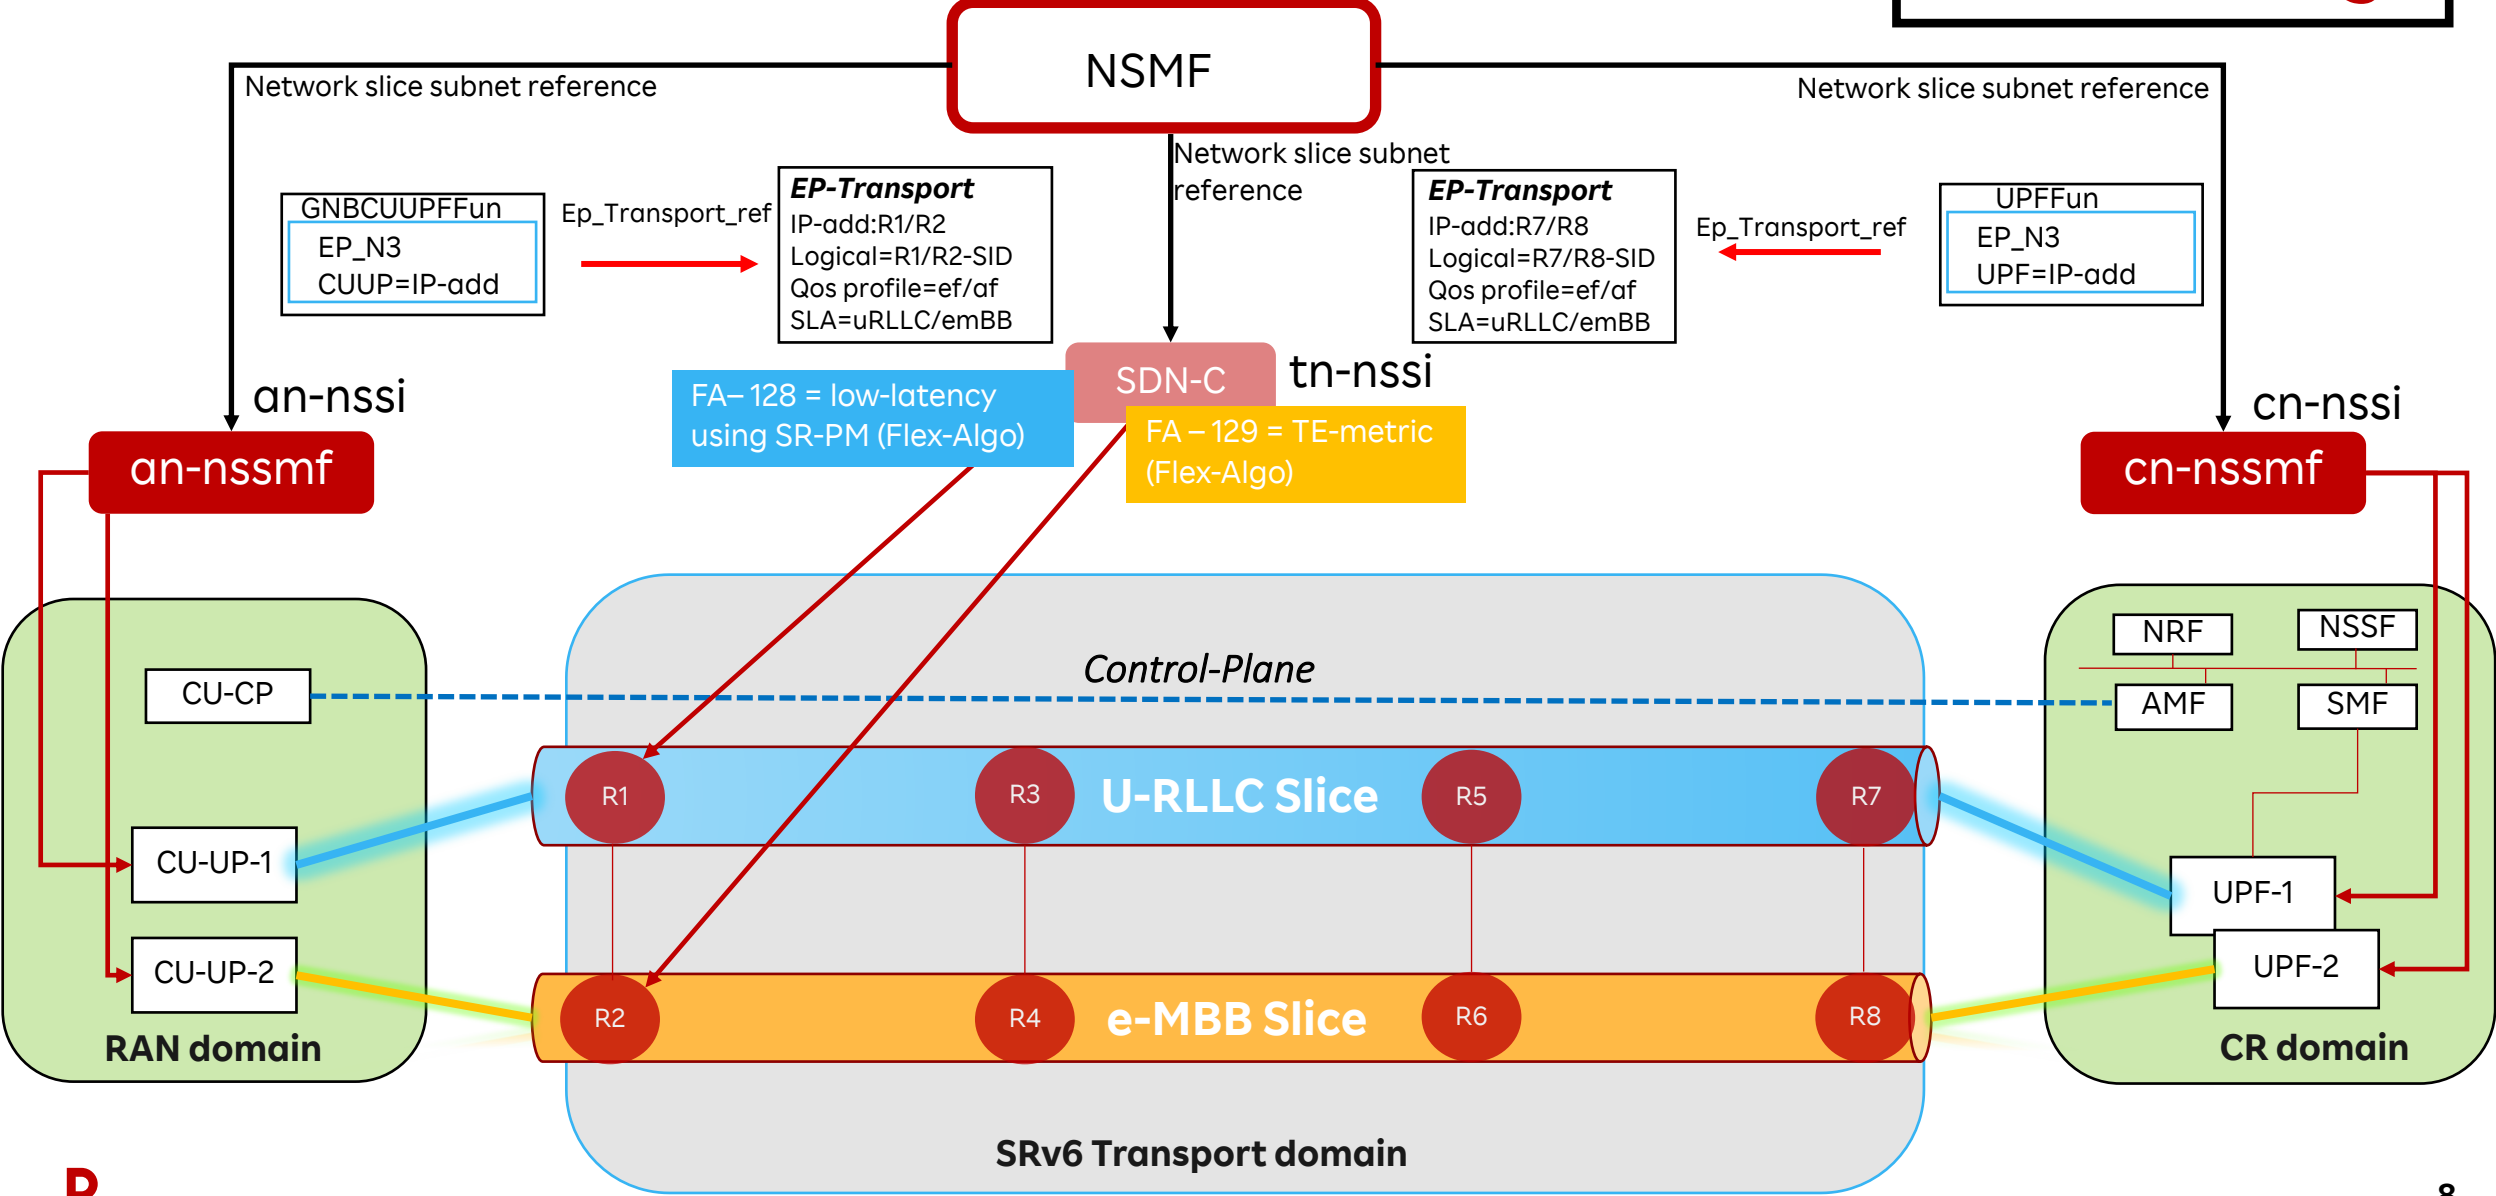 NSMF
Network slice subnet reference
Network slice subnet reference
Network slice subnet
reference
GNBCUUPFFun
EP_N3
CUUP=IP-add
Ep_Transport_ref
EP-Transport
IP-add:R1/R2
Logical=R1/R2-SID
Qos profile=ef/af
SLA=uRLLC/emBB
EP-Transport
IP-add:R7/R8
Logical=R7/R8-SID
Qos profile=ef/af
SLA=uRLLC/emBB
Ep_Transport_ref
UPFFun
EP_N3
UPF=IP-add
an-nssi
SDN-C
tn-nssi
cn-nssi
FA– 128 = low-latency
using SR-PM (Flex-Algo)
FA – 129 = TE-metric
(Flex-Algo)
an-nssmf
cn-nssmf
Control-Plane
CU-CP
NRF
NSSF
AMF
SMF
R1
R3
U-RLLC Slice
R5
R7
CU-UP-1
UPF-1
CU-UP-2
UPF-2
R2
R4
e-MBB Slice
R6
R8
RAN domain
CR domain
SRv6 Transport domain